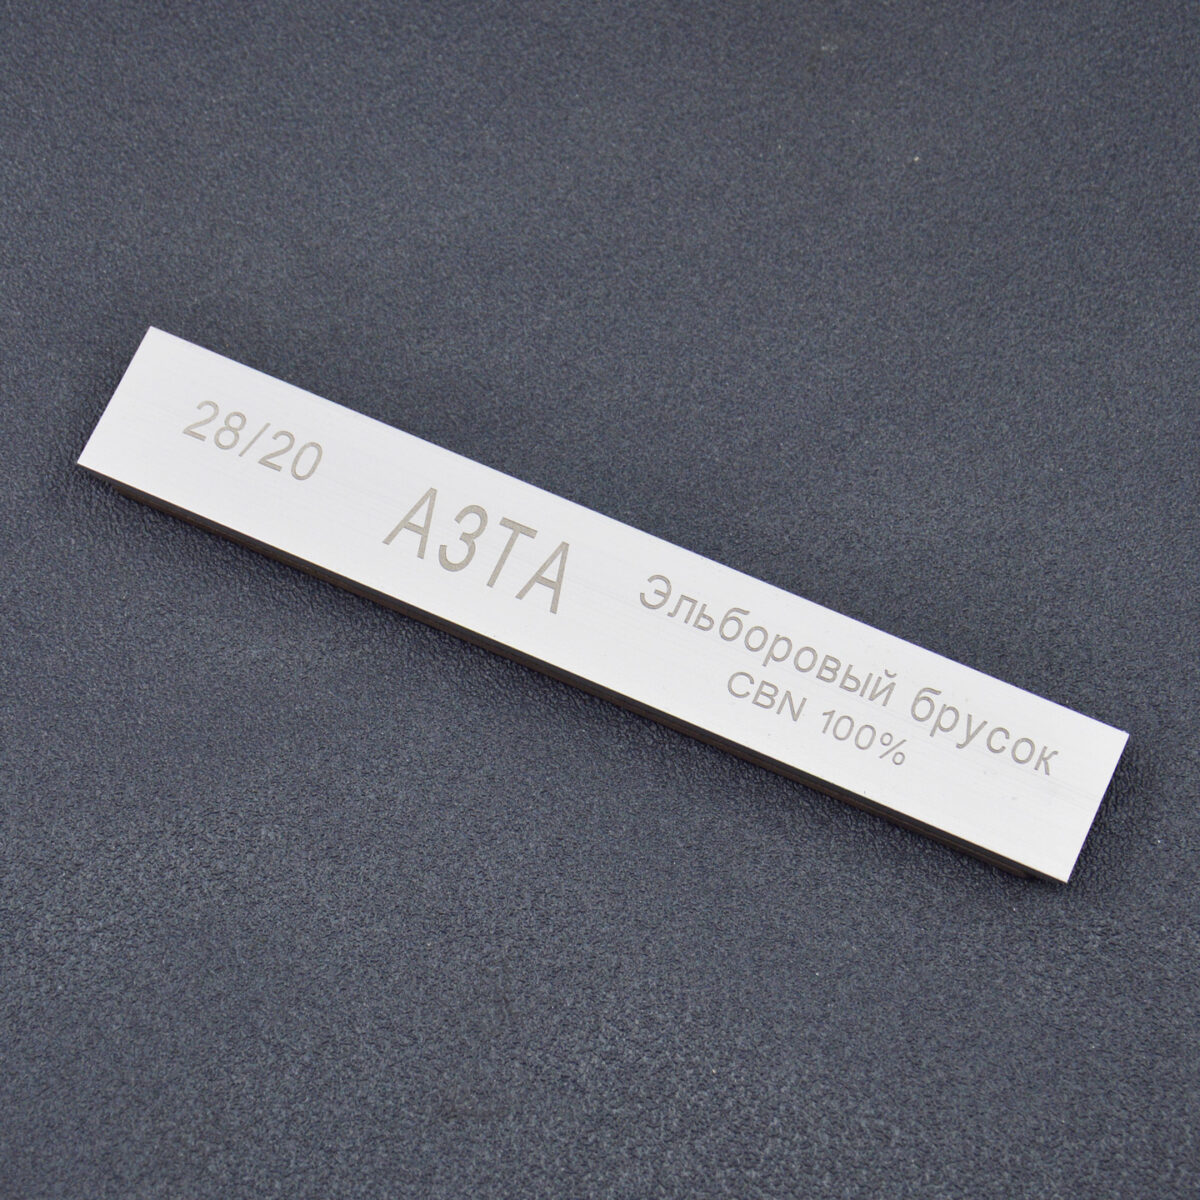 28/20
АЗТА
Эльборовый брусок
CBN 100%